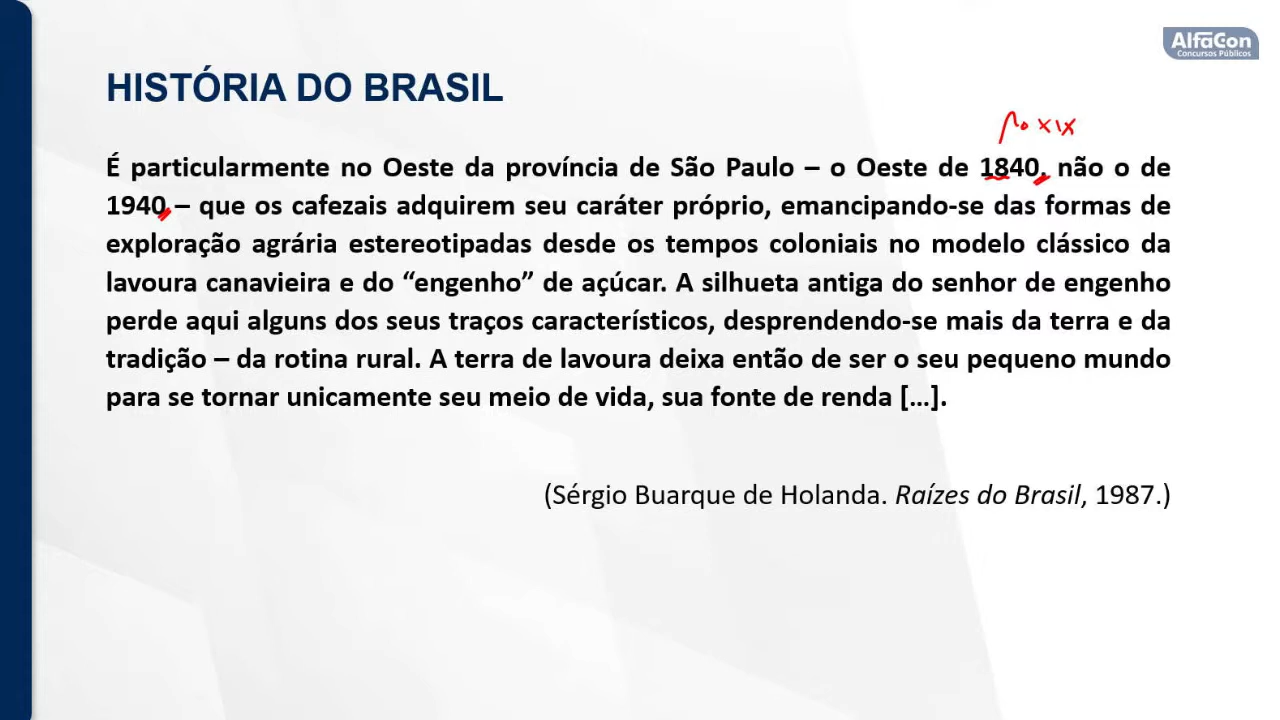 AlfaCon
Concursos Públicos
HISTÓRIA DO BRASIL
XIX
É particularmente no Oeste da província de São Paulo – o Oeste de 1840, não o de
1940, – que os cafezais adquirem seu caráter próprio, emancipando-se das formas de
exploração agrária estereotipadas desde os tempos coloniais no modelo clássico da
lavoura canavieira e do “engenho” de açúcar. A silhueta antiga do senhor de engenho
perde aqui alguns dos seus traços característicos, desprendendo-se mais da terra e da
tradição – da rotina rural. A terra de lavoura deixa então de ser o seu pequeno mundo
para se tornar unicamente seu meio de vida, sua fonte de renda [...].
(Sérgio Buarque de Holanda. Raízes do Brasil, 1987.)